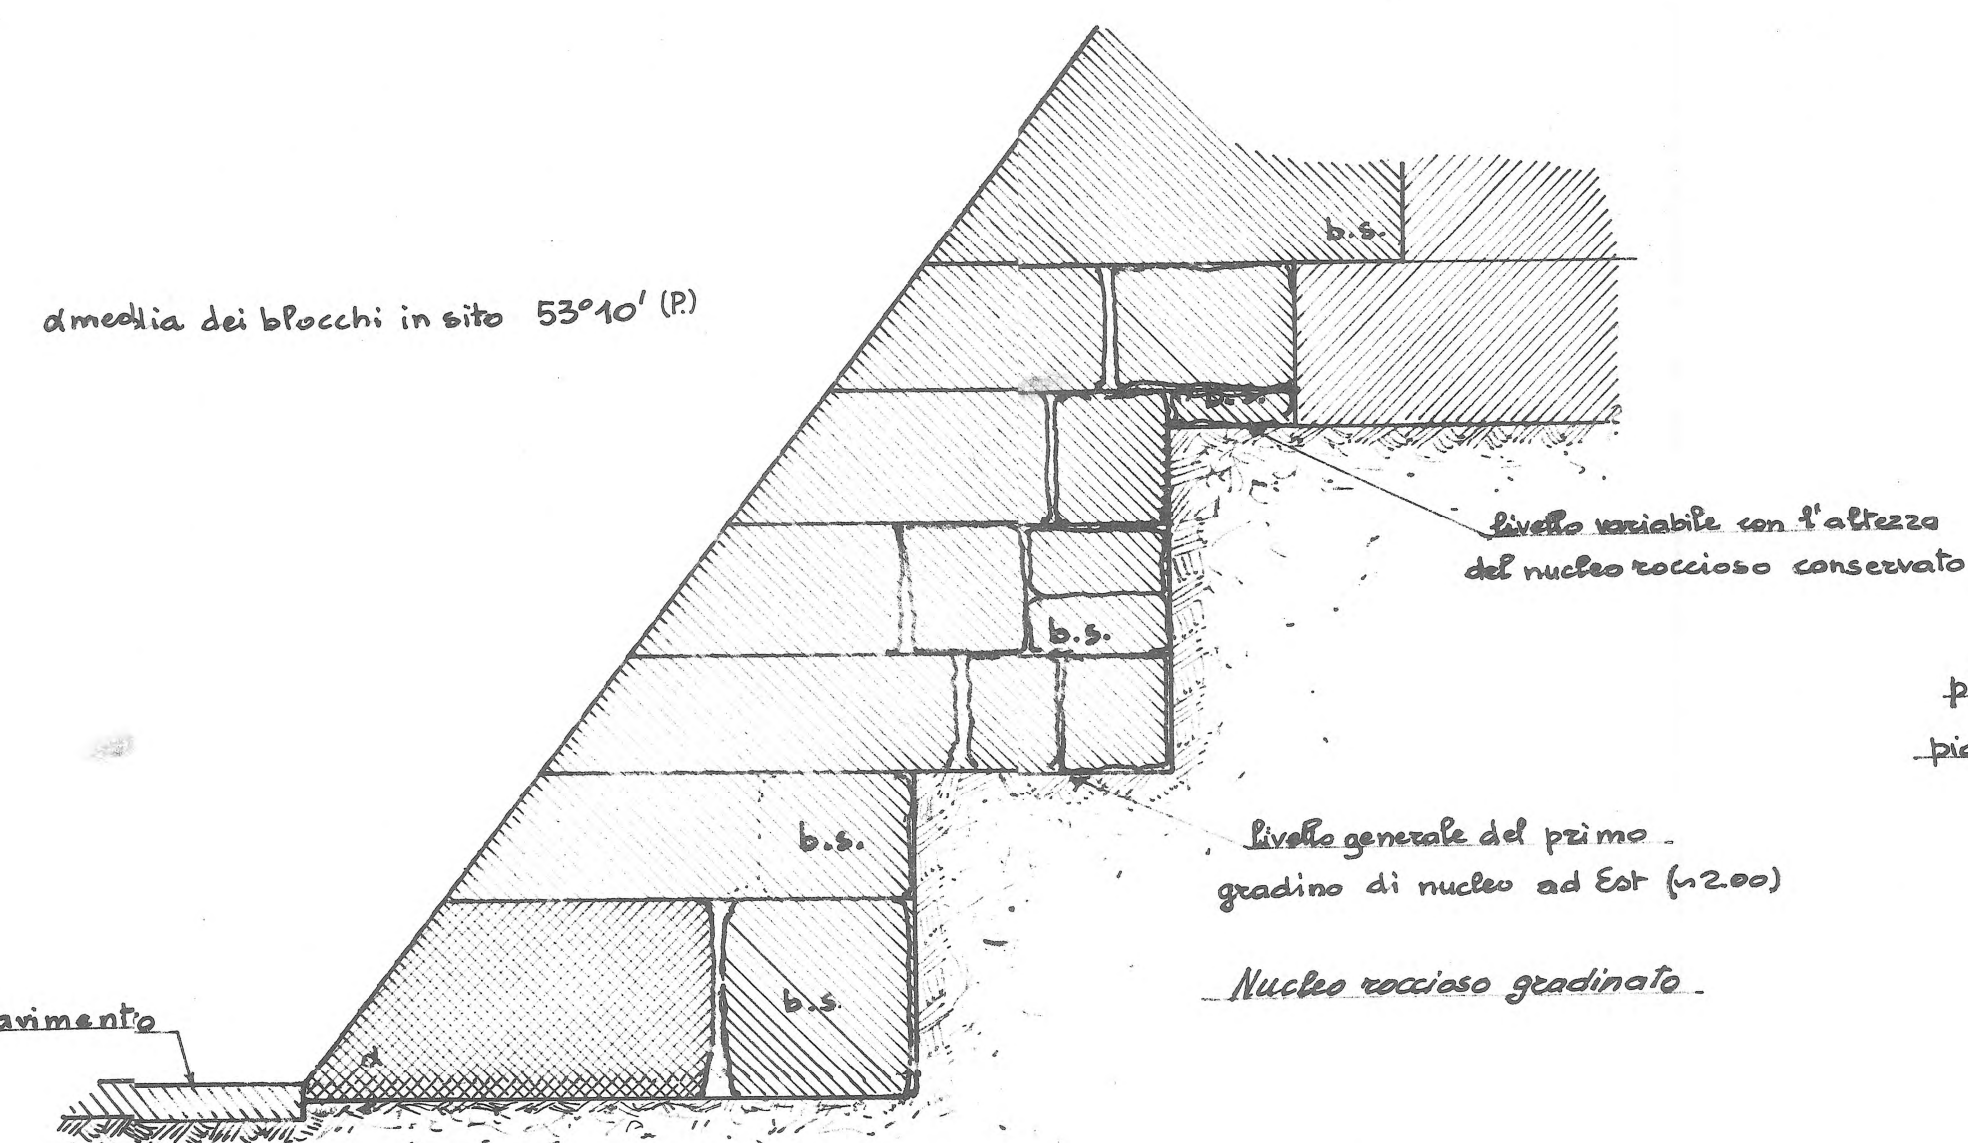 α media dei blocchi in sito 53°10' (P.)
b.s.
b.s.
livello variabile con l'altezza
del nucleo roccioso conservato
b.s.
b.s.
livello generale del primo
gradino di nucleo ad Est (~2.00)
b.s.
Nucleo roccioso gradinato
avimento
α